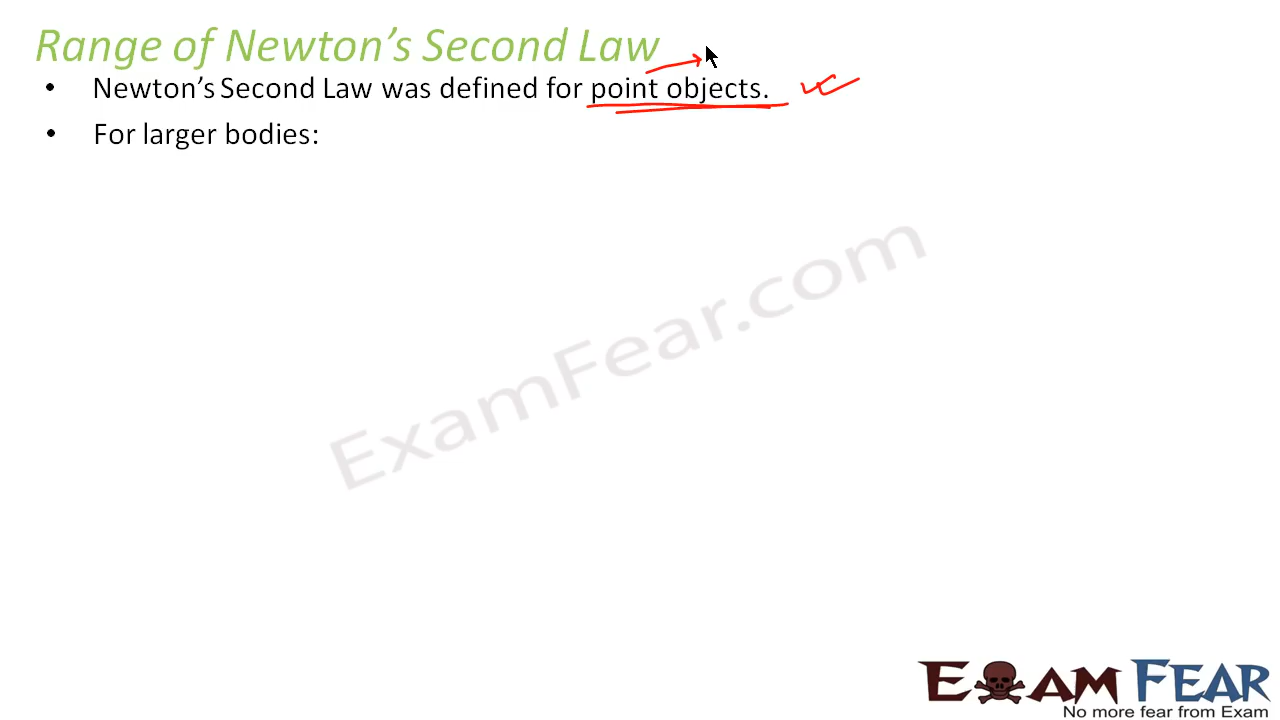 Range of Newton's Second Law
• Newton's Second Law was defined for point objects.
• For larger bodies:
ExamFear.com
EXAM FEAR
No more fear from Exam